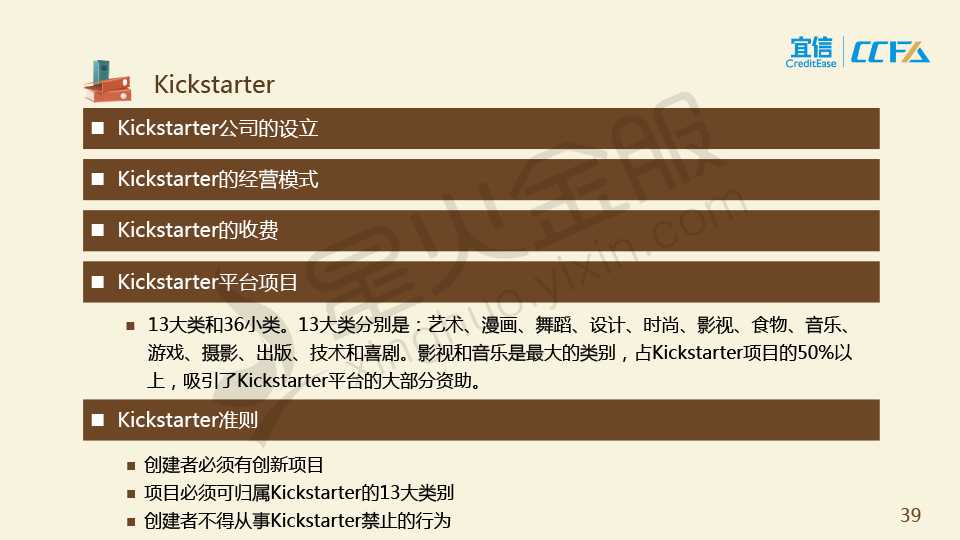 宜信
CreditEase
CCFA
Kickstarter
Kickstarter公司的设立
Kickstarter的经营模式
Kickstarter的收费
Kickstarter平台项目
13大类和36小类。13大类分别是：艺术、漫画、舞蹈、设计、时尚、影视、食物、音乐、
游戏、摄影、出版、技术和喜剧。影视和音乐是最大的类别，占Kickstarter项目的50%以
上，吸引了Kickstarter平台的大部分资助。
Kickstarter准则
创建者必须有创新项目
项目必须可归属Kickstarter的13大类别
创建者不得从事Kickstarter禁止的行为
39
星火金服
xinghuo.yixin.com